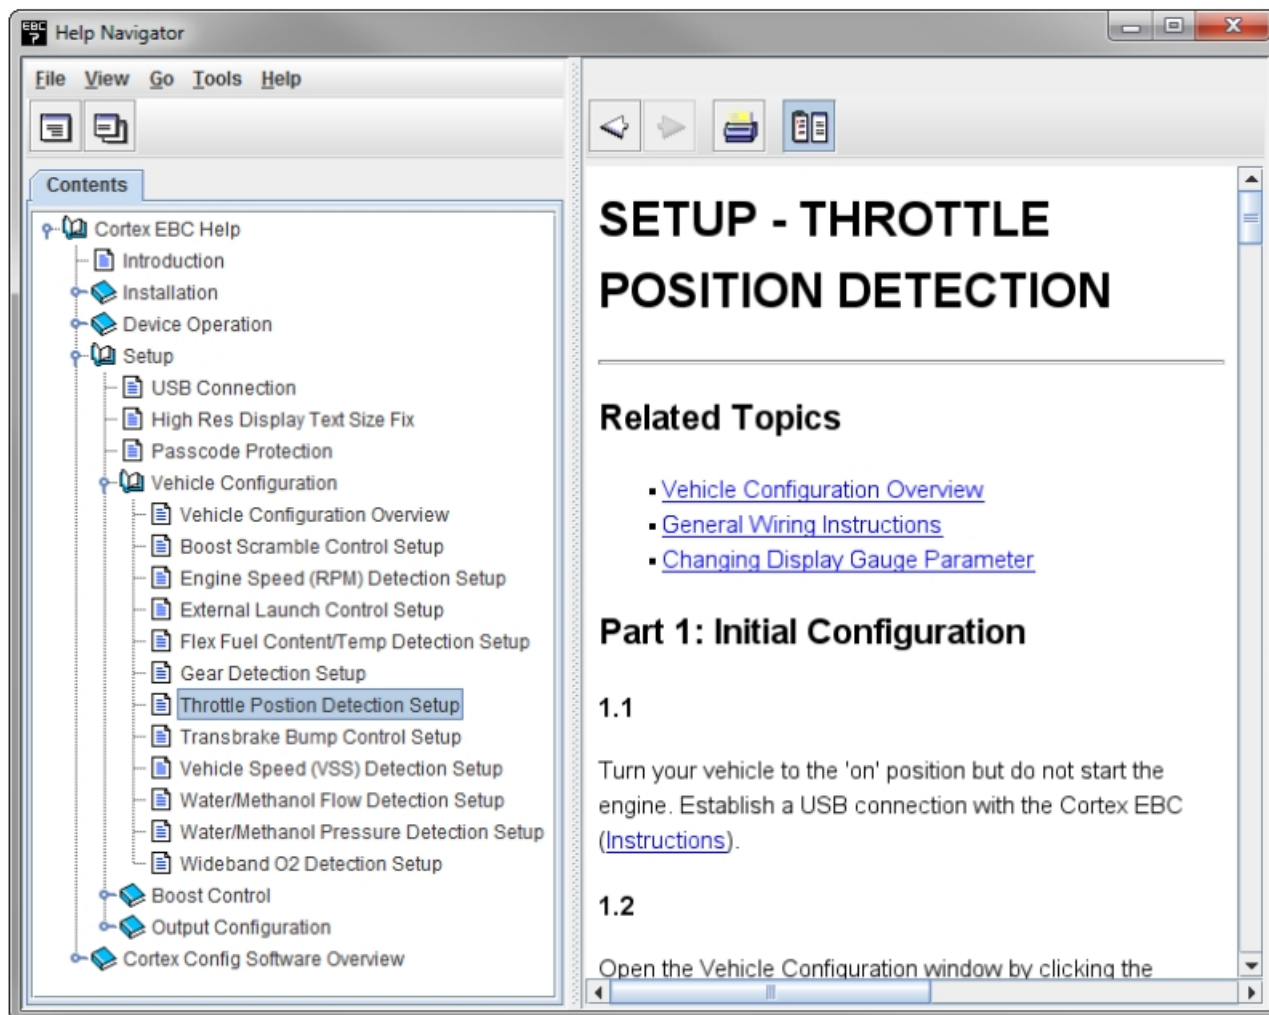 EBC
?
Help Navigator
File View Go Tools Help
Contents
Cortex EBC Help
Introduction
Installation
Device Operation
Setup
USB Connection
High Res Display Text Size Fix
Passcode Protection
Vehicle Configuration
Vehicle Configuration Overview
Boost Scramble Control Setup
Engine Speed (RPM) Detection Setup
External Launch Control Setup
Flex Fuel Content/Temp Detection Setup
Gear Detection Setup
Throttle Postion Detection Setup
Transbrake Bump Control Setup
Vehicle Speed (VSS) Detection Setup
Water/Methanol Flow Detection Setup
Water/Methanol Pressure Detection Setup
Wideband O2 Detection Setup
Boost Control
Output Configuration
Cortex Config Software Overview
SETUP - THROTTLE
POSITION DETECTION
Related Topics
Vehicle Configuration Overview
General Wiring Instructions
Changing Display Gauge Parameter
Part 1: Initial Configuration
1.1
Turn your vehicle to the 'on' position but do not start the
engine. Establish a USB connection with the Cortex EBC
(Instructions).
1.2
Open the Vehicle Configuration window by clicking the